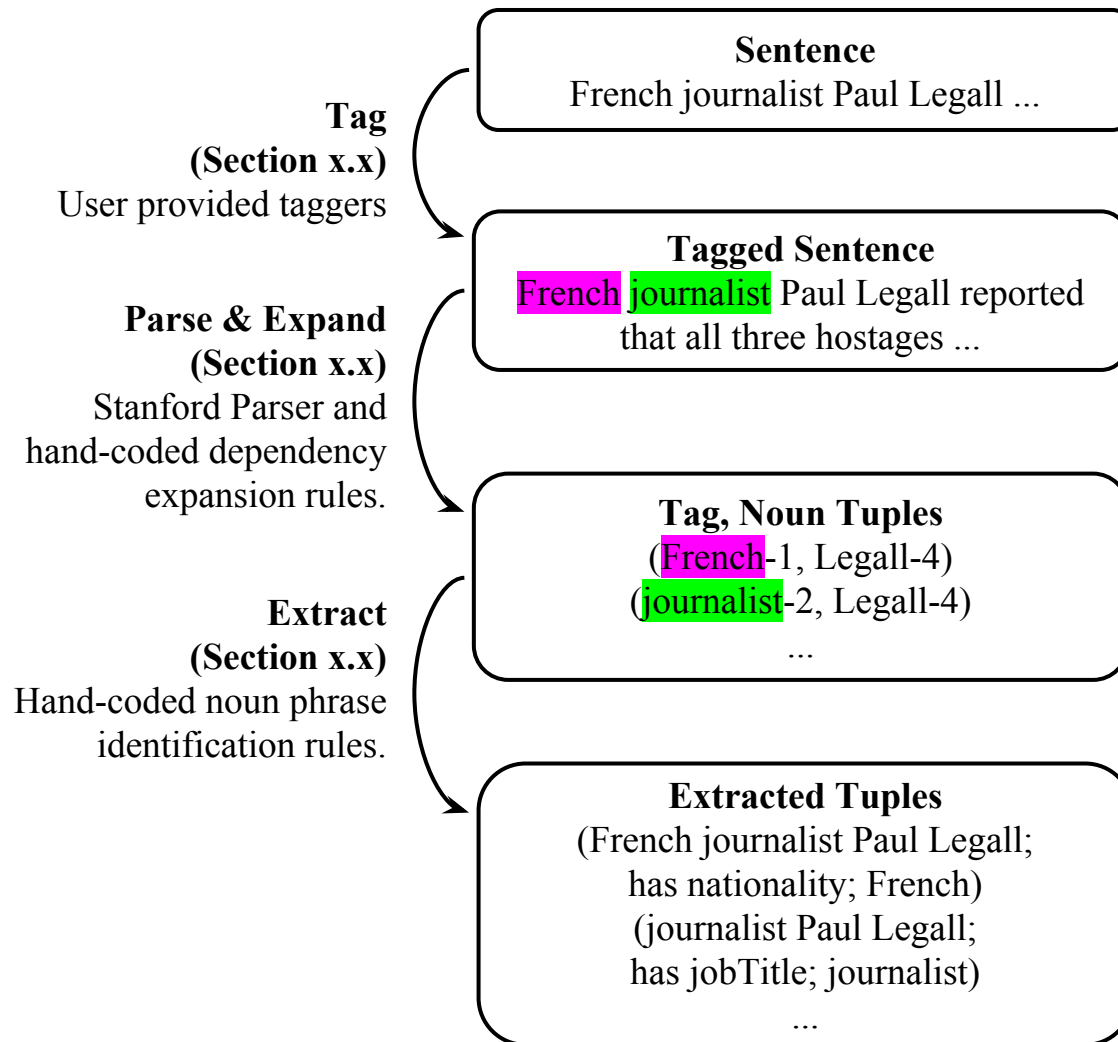 Sentence
French journalist Paul Legall ...
Tag
(Section x.x)
User provided taggers
Tagged Sentence
French journalist Paul Legall reported
that all three hostages ...
Parse & Expand
(Section x.x)
Stanford Parser and
hand-coded dependency
expansion rules.
Tag, Noun Tuples
(French-1, Legall-4)
(journalist-2, Legall-4)
...
Extract
(Section x.x)
Hand-coded noun phrase
identification rules.
Extracted Tuples
(French journalist Paul Legall;
has nationality; French)
(journalist Paul Legall;
has jobTitle; journalist)
...